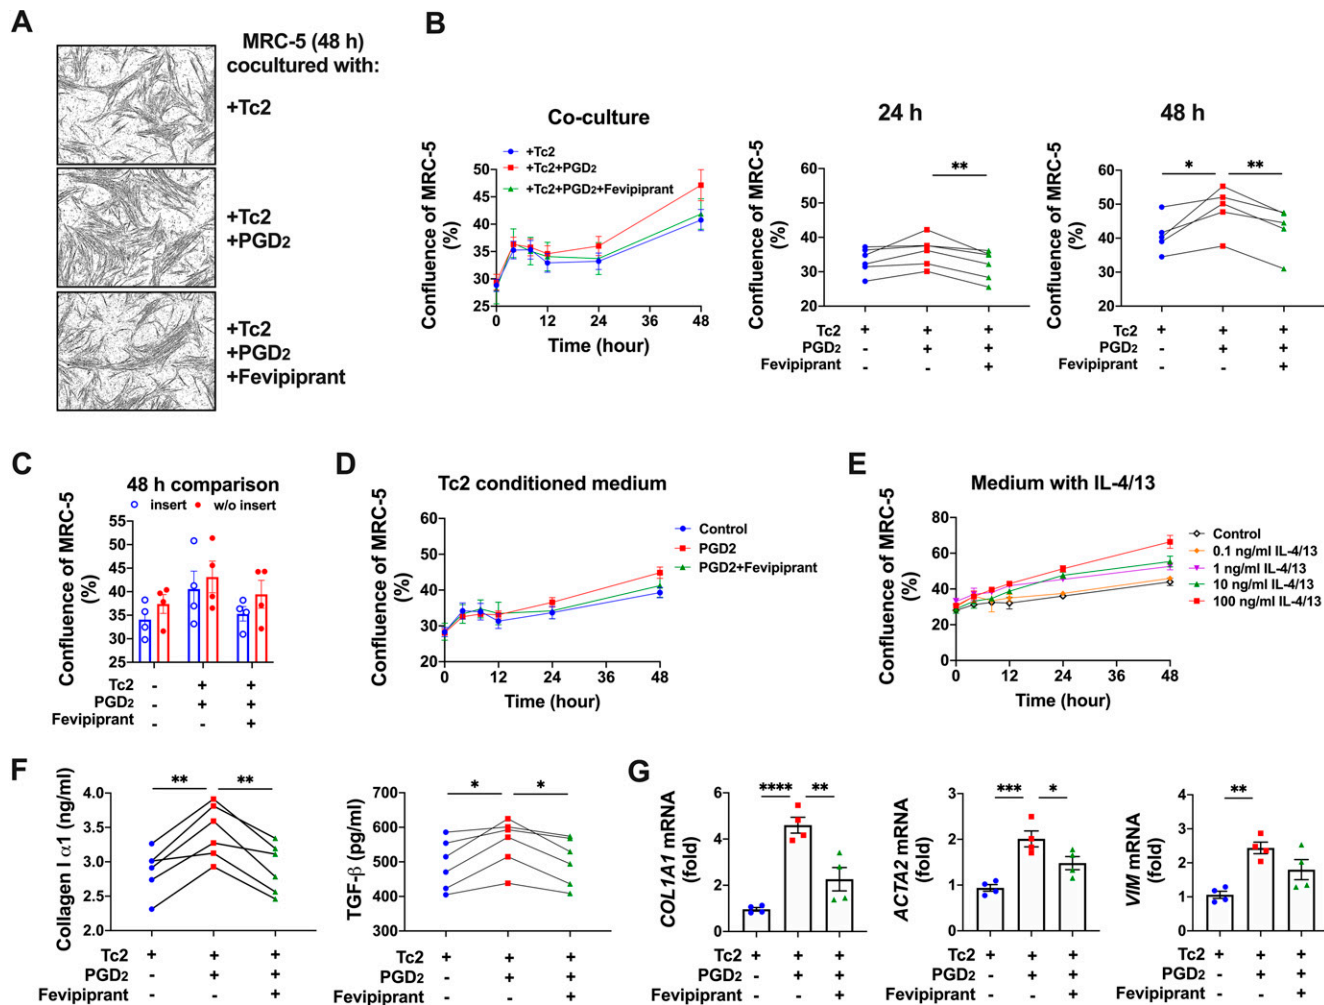 A
MRC-5 (48 h)
cocultured with:
+Tc2
+Tc2
+PGD2
+Tc2
+PGD2
+Fevipiprant
B
Co-culture
+Tc2
+Tc2+PGD2
+Tc2+PGD2+Fevipiprant
Confluence of MRC-5
(%)
50
45
40
35
30
25
0 12 24 36 48
Time (hour)
24 h
**
Confluence of MRC-5
(%)
60
50
40
30
20
Tc2 + + +
PGD2 - + +
Fevipiprant - - +
48 h
* **
Confluence of MRC-5
(%)
60
50
40
30
20
Tc2 + + +
PGD2 - + +
Fevipiprant - - +
C
48 h comparison
insert w/o insert
Confluence of MRC-5
(%)
55
50
45
40
35
30
25
Tc2 - + +
PGD2 - + +
Fevipiprant - - +
D
Tc2 conditioned medium
Control
PGD2
PGD2+Fevipiprant
Confluence of MRC-5
(%)
60
50
40
30
20
0 12 24 36 48
Time (hour)
E
Medium with IL-4/13
Control
0.1 ng/ml IL-4/13
1 ng/ml IL-4/13
10 ng/ml IL-4/13
100 ng/ml IL-4/13
Confluence of MRC-5
(%)
80
60
40
20
0
0 12 24 36 48
Time (hour)
F
** **
Collagen I α1 (ng/ml)
4.0
3.5
3.0
2.5
2.0
Tc2 + + +
PGD2 - + +
Fevipiprant - - +
* *
TGF-β (pg/ml)
700
600
500
400
300
Tc2 + + +
PGD2 - + +
Fevipiprant - - +
G
**** **
COL1A1 mRNA
(fold)
6
4
2
0
Tc2 + + +
PGD2 - + +
Fevipiprant - - +
*** *
ACTA2 mRNA
(fold)
3
2
1
0
Tc2 + + +
PGD2 - + +
Fevipiprant - - +
**
VIM mRNA
(fold)
4
3
2
1
0
Tc2 + + +
PGD2 - + +
Fevipiprant - - +